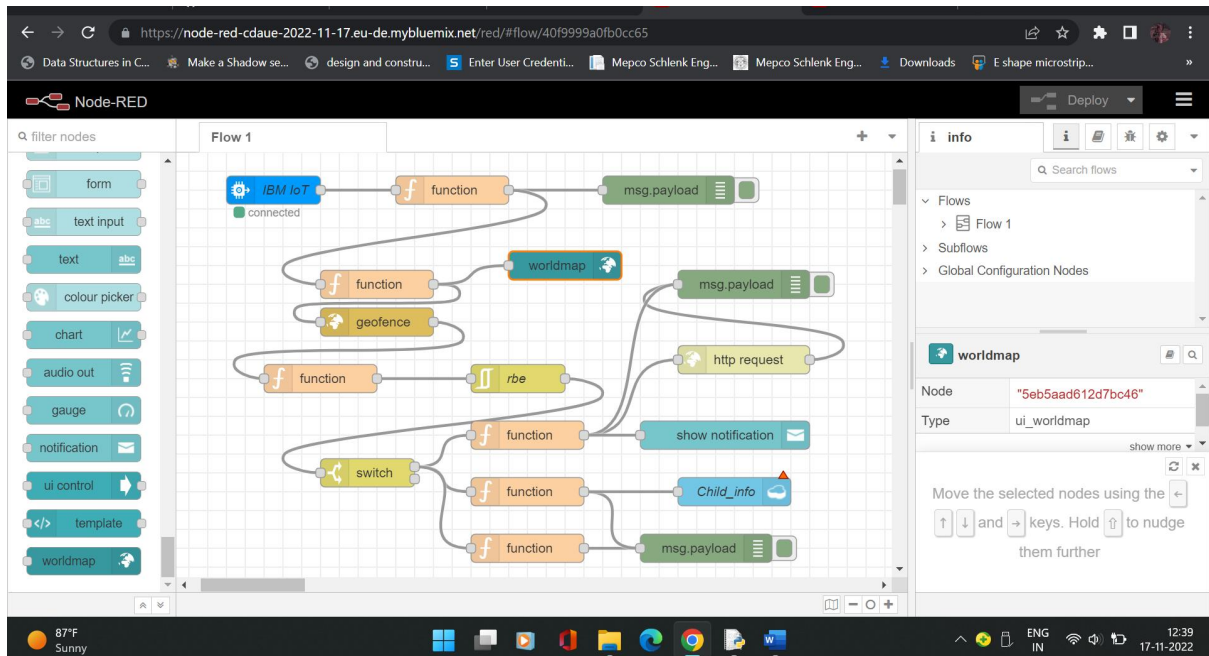 https://node-red-cdaue-2022-11-17.eu-de.mybluemix.net/red/#flow/40f9999a0fb0cc65
Data Structures in C... Make a Shadow se... design and constru... S Enter User Credenti... Mepco Schlenk Eng... Mepco Schlenk Eng... Downloads E shape microstrip... »
Node-RED Deploy
filter nodes Flow 1 i info i
form
text input abc
text abc
colour picker
chart
audio out
gauge
notification
ui control
template
worldmap
IBM IoT function msg.payload
connected
worldmap
function msg.payload
geofence
http request
function rbe
function show notification
switch
function Child_info
function msg.payload
Search flows
Flows
Flow 1
Subflows
Global Configuration Nodes
worldmap
Node "5eb5aad612d7bc46"
Type ui_worldmap
show more
Move the selected nodes using the ←
↑ ↓ and → keys. Hold ⇧ to nudge
them further
87°F
Sunny
ENG
IN
12:39
17-11-2022